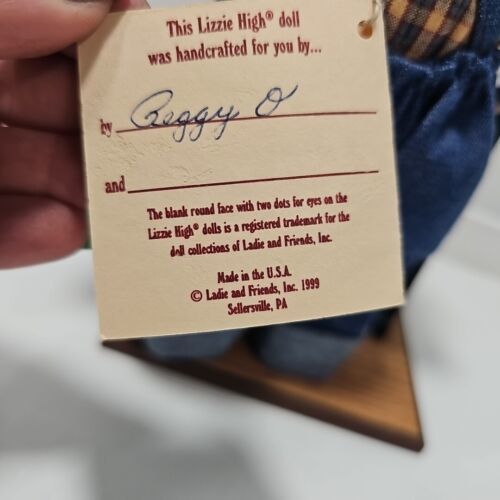 This Lizzie High® doll
was handcrafted for you by...
by Peggy O
and
The blank round face with two dots for eyes on the
Lizzie High® dolls is a registered trademark for the
doll collections of Ladie and Friends, Inc.
Made in the U.S.A.
© Ladie and Friends, Inc. 1999
Sellersville, PA